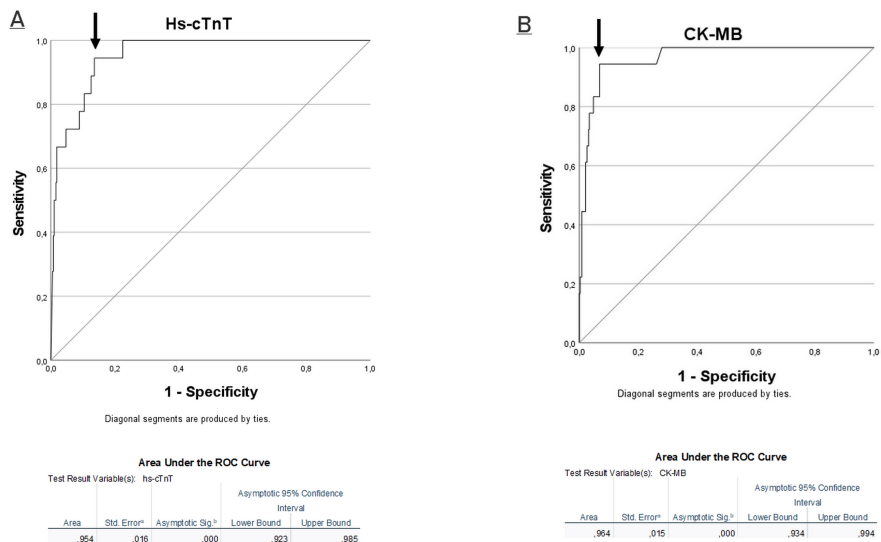 A
Hs-cTnT
1,0
0,8
0,6
0,4
0,2
0,0
Sensitivity
0,0 0,2 0,4 0,6 0,8 1,0
1 - Specificity
Diagonal segments are produced by ties.
Area Under the ROC Curve
Test Result Variable(s): hs-cTnT
Asymptotic 95% Confidence
Interval
Area Std. Errorᵃ Asymptotic Sig.ᵇ Lower Bound Upper Bound
,954 ,016 ,000 ,923 ,985
B
CK-MB
1,0
0,8
0,6
0,4
0,2
0,0
Sensitivity
0,0 0,2 0,4 0,6 0,8 1,0
1 - Specificity
Diagonal segments are produced by ties.
Area Under the ROC Curve
Test Result Variable(s): CK-MB
Asymptotic 95% Confidence
Interval
Area Std. Errorᵃ Asymptotic Sig.ᵇ Lower Bound Upper Bound
,964 ,015 ,000 ,934 ,994